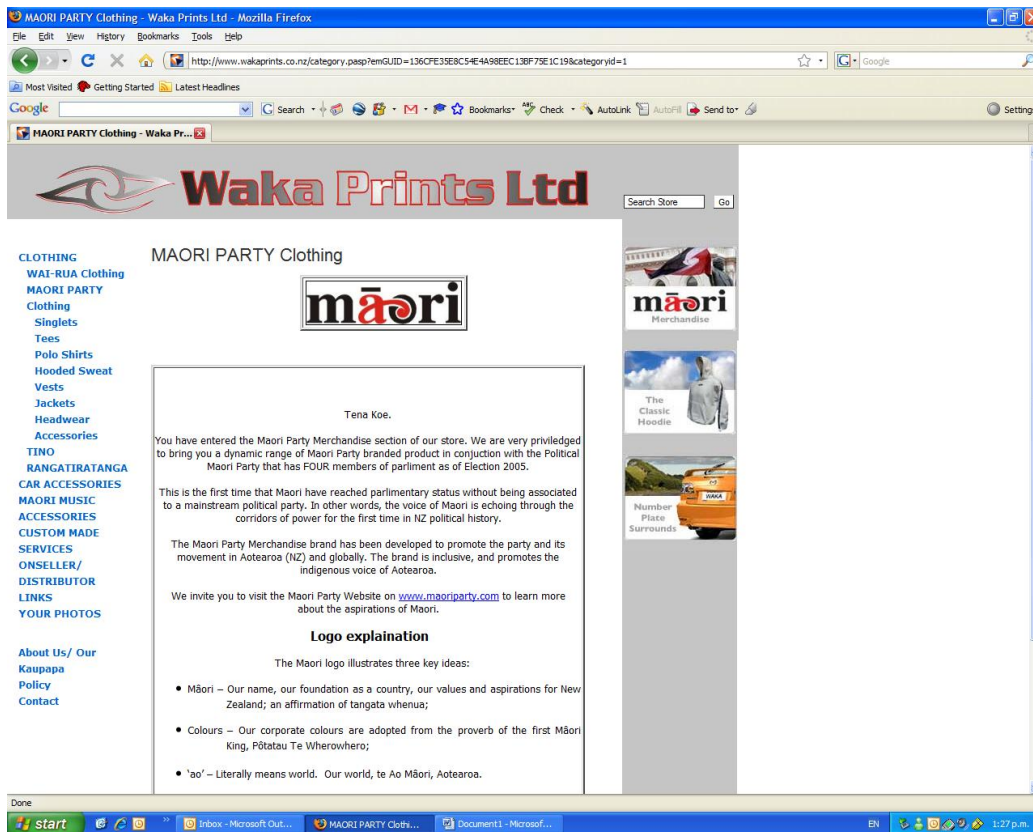 MAORI PARTY Clothing - Waka Prints Ltd - Mozilla Firefox
File Edit View History Bookmarks Tools Help
http://www.wakaprints.co.nz/category.pasp?emGUID=136CFE35E8C54E4A98EEC13BF75E1C19&categoryid=1
G Google
Most Visited Getting Started Latest Headlines
Google G Search Bookmarks ABC Check AutoLink AutoFill Send to Settings
MAORI PARTY Clothing - Waka Pr...
Waka Prints Ltd
Search Store Go
CLOTHING
WAI-RUA Clothing
MAORI PARTY
Clothing
Singlets
Tees
Polo Shirts
Hooded Sweat
Vests
Jackets
Headwear
Accessories
TINO
RANGATIRATANGA
CAR ACCESSORIES
MAORI MUSIC
ACCESSORIES
CUSTOM MADE
SERVICES
ONSELLER/
DISTRIBUTOR
LINKS
YOUR PHOTOS
About Us/ Our
Kaupapa
Policy
Contact
MAORI PARTY Clothing
māori
Tena Koe.
You have entered the Maori Party Merchandise section of our store. We are very priviledged
to bring you a dynamic range of Maori Party branded product in conjuction with the Political
Maori Party that has FOUR members of parliment as of Election 2005.
This is the first time that Maori have reached parlimentary status without being associated
to a mainstream political party. In other words, the voice of Maori is echoing through the
corridors of power for the first time in NZ political history.
The Maori Party Merchandise brand has been developed to promote the party and its
movement in Aotearoa (NZ) and globally. The brand is inclusive, and promotes the
indigenous voice of Aotearoa.
We invite you to visit the Maori Party Website on www.maoriparty.com to learn more
about the aspirations of Maori.
Logo explaination
The Maori logo illustrates three key ideas:
• Mâori – Our name, our foundation as a country, our values and aspirations for New
Zealand; an affirmation of tangata whenua;
• Colours – Our corporate colours are adopted from the proverb of the first Mâori
King, Pôtatau Te Wherowhero;
• 'ao' – Literally means world. Our world, te Ao Mâori, Aotearoa.
māori
Merchandise
The
Classic
Hoodie
WAKA
Number
Plate
Surrounds
Done
start Inbox - Microsoft Out... MAORI PARTY Clothi... Document1 - Microsof... EN 1:27 p.m.